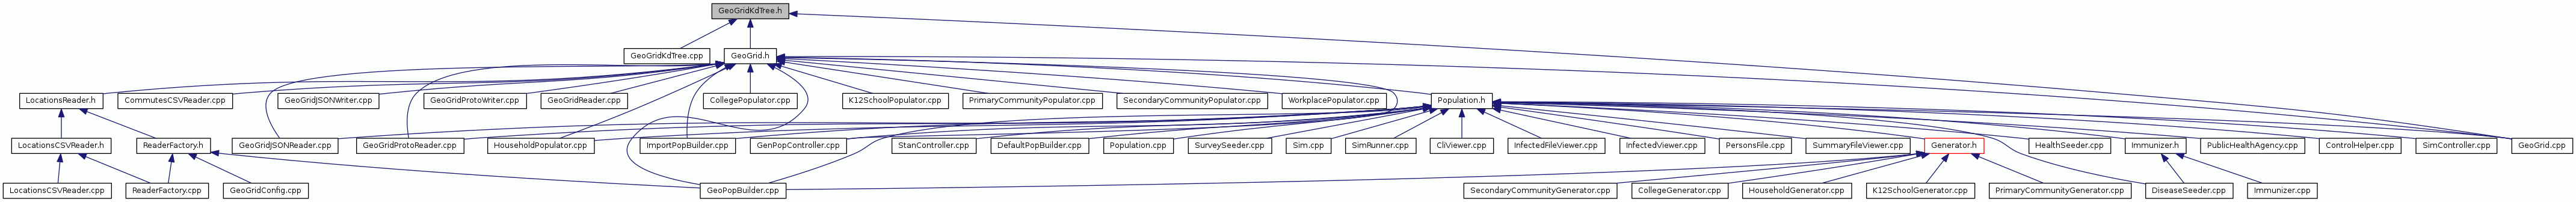 GeoGridKdTree.h
GeoGridKdTree.cpp
GeoGrid.h
LocationsReader.h
CommutesCSVReader.cpp
GeoGridJSONWriter.cpp
GeoGridProtoWriter.cpp
GeoGridReader.cpp
CollegePopulator.cpp
K12SchoolPopulator.cpp
PrimaryCommunityPopulator.cpp
SecondaryCommunityPopulator.cpp
WorkplacePopulator.cpp
Population.h
LocationsCSVReader.h
ReaderFactory.h
GeoGridJSONReader.cpp
GeoGridProtoReader.cpp
HouseholdPopulator.cpp
ImportPopBuilder.cpp
GenPopController.cpp
StanController.cpp
DefaultPopBuilder.cpp
Population.cpp
SurveySeeder.cpp
Sim.cpp
SimRunner.cpp
CliViewer.cpp
InfectedFileViewer.cpp
InfectedViewer.cpp
PersonsFile.cpp
SummaryFileViewer.cpp
Generator.h
HealthSeeder.cpp
Immunizer.h
PublicHealthAgency.cpp
ControlHelper.cpp
SimController.cpp
GeoGrid.cpp
LocationsCSVReader.cpp
ReaderFactory.cpp
GeoGridConfig.cpp
GeoPopBuilder.cpp
SecondaryCommunityGenerator.cpp
CollegeGenerator.cpp
HouseholdGenerator.cpp
K12SchoolGenerator.cpp
PrimaryCommunityGenerator.cpp
DiseaseSeeder.cpp
Immunizer.cpp